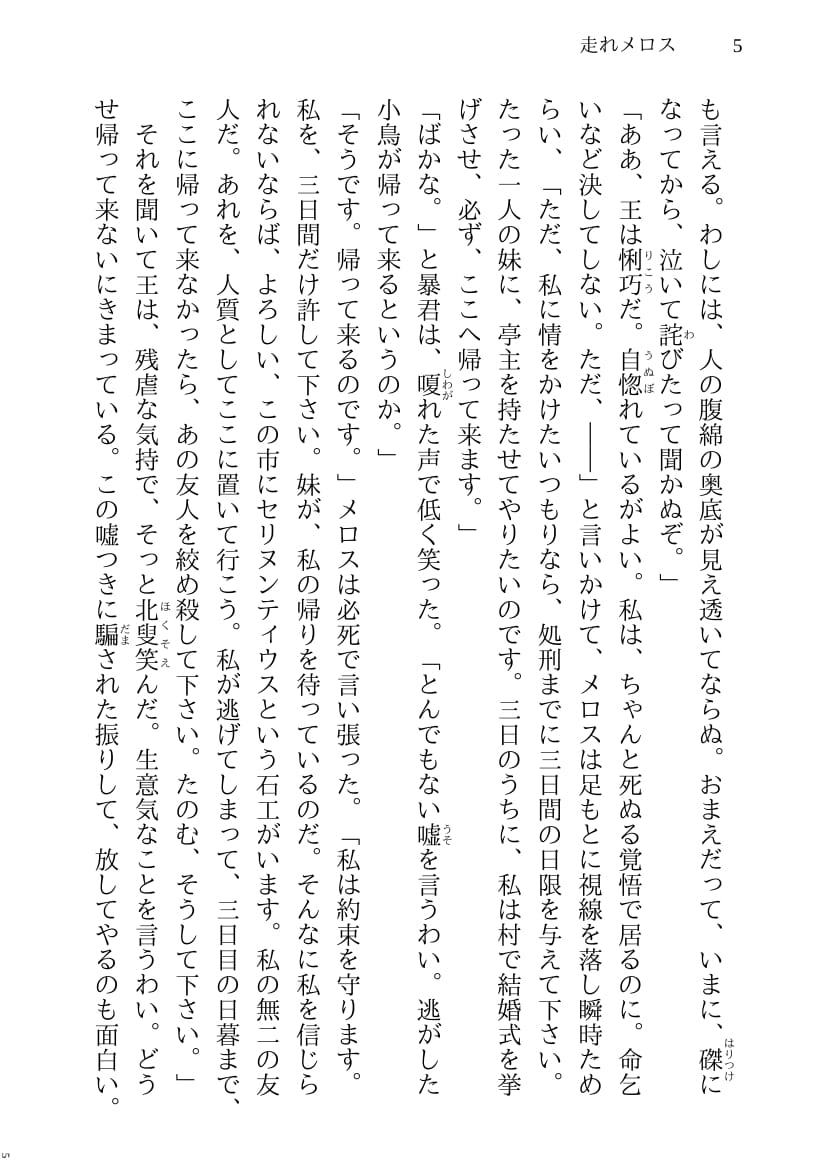 走れメロス 5
も言える。わしには、人の腹綿の奥底が見え透いてならぬ。おまえだって、いまに、磔に
はりつけ
なってから、泣いて詫びたって聞かぬぞ。」
わ
「ああ、王は悧巧だ。自惚れているがよい。私は、ちゃんと死ぬる覚悟で居るのに。命乞
りこう うぬぼ
いなど決してしない。ただ、――」と言いかけて、メロスは足もとに視線を落し瞬時ため
らい、「ただ、私に情をかけたいつもりなら、処刑までに三日間の日限を与えて下さい。
たった一人の妹に、亭主を持たせてやりたいのです。三日のうちに、私は村で結婚式を挙
げさせ、必ず、ここへ帰って来ます。」
「ばかな。」と暴君は、嗄れた声で低く笑った。「とんでもない嘘を言うわい。逃がした
しわが うそ
小鳥が帰って来るというのか。」
「そうです。帰って来るのです。」メロスは必死で言い張った。「私は約束を守ります。
私を、三日間だけ許して下さい。妹が、私の帰りを待っているのだ。そんなに私を信じら
れないならば、よろしい、この市にセリヌンティウスという石工がいます。私の無二の友
人だ。あれを、人質としてここに置いて行こう。私が逃げてしまって、三日目の日暮まで、
ここに帰って来なかったら、あの友人を絞め殺して下さい。たのむ、そうして下さい。」
それを聞いて王は、残虐な気持で、そっと北叟笑んだ。生意気なことを言うわい。どう
ほくそえ
せ帰って来ないにきまっている。この嘘つきに騙された振りして、放してやるのも面白い。
だま
5